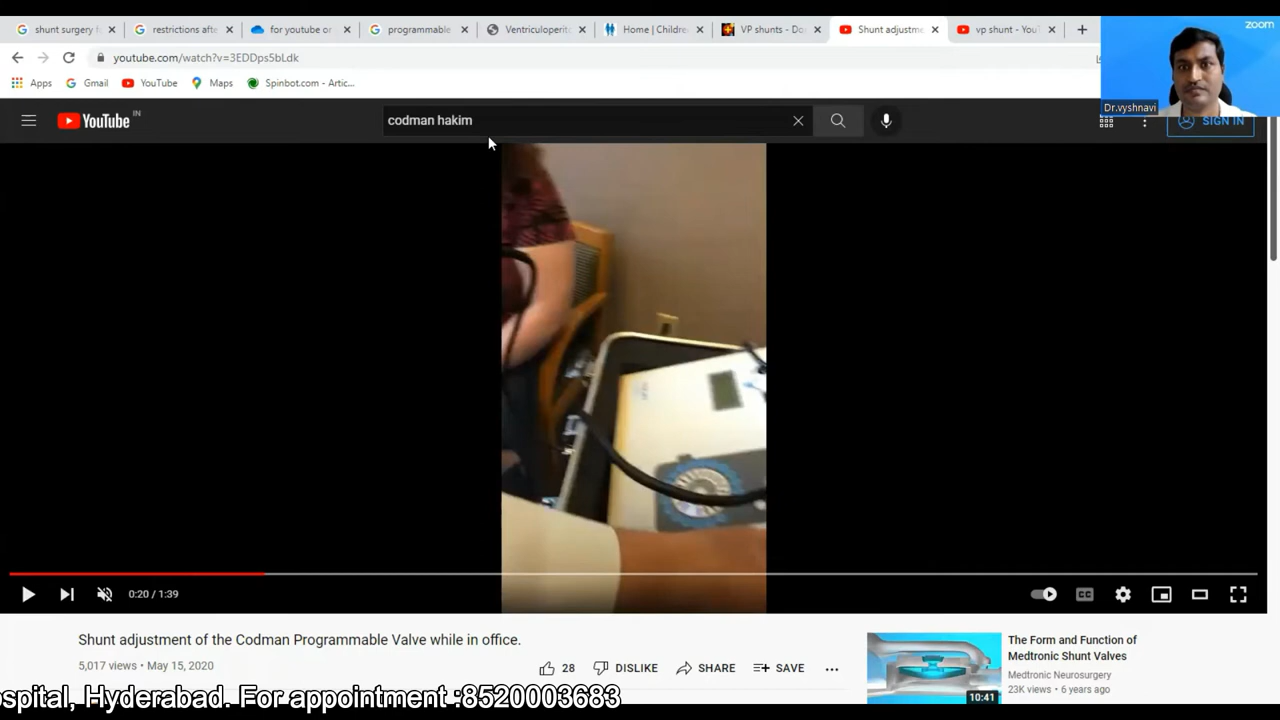 shunt surgery f
restrictions afte
for youtube or
programmable
Ventriculoperit
Home | Childre
VP shunts - Do
Shunt adjustme
vp shunt - YouT
zoom
youtube.com/watch?v=3EDDps5bLdk
Apps
Gmail
YouTube
Maps
Spinbot.com - Artic...
Dr.vyshnavi
YouTube IN
codman hakim
SIGN IN
0:20 / 1:39
CC
Shunt adjustment of the Codman Programmable Valve while in office.
5,017 views • May 15, 2020
28
DISLIKE
SHARE
SAVE
The Form and Function of
Medtronic Shunt Valves
Medtronic Neurosurgery
23K views • 6 years ago
10:41
ospital, Hyderabad. For appointment :8520003683